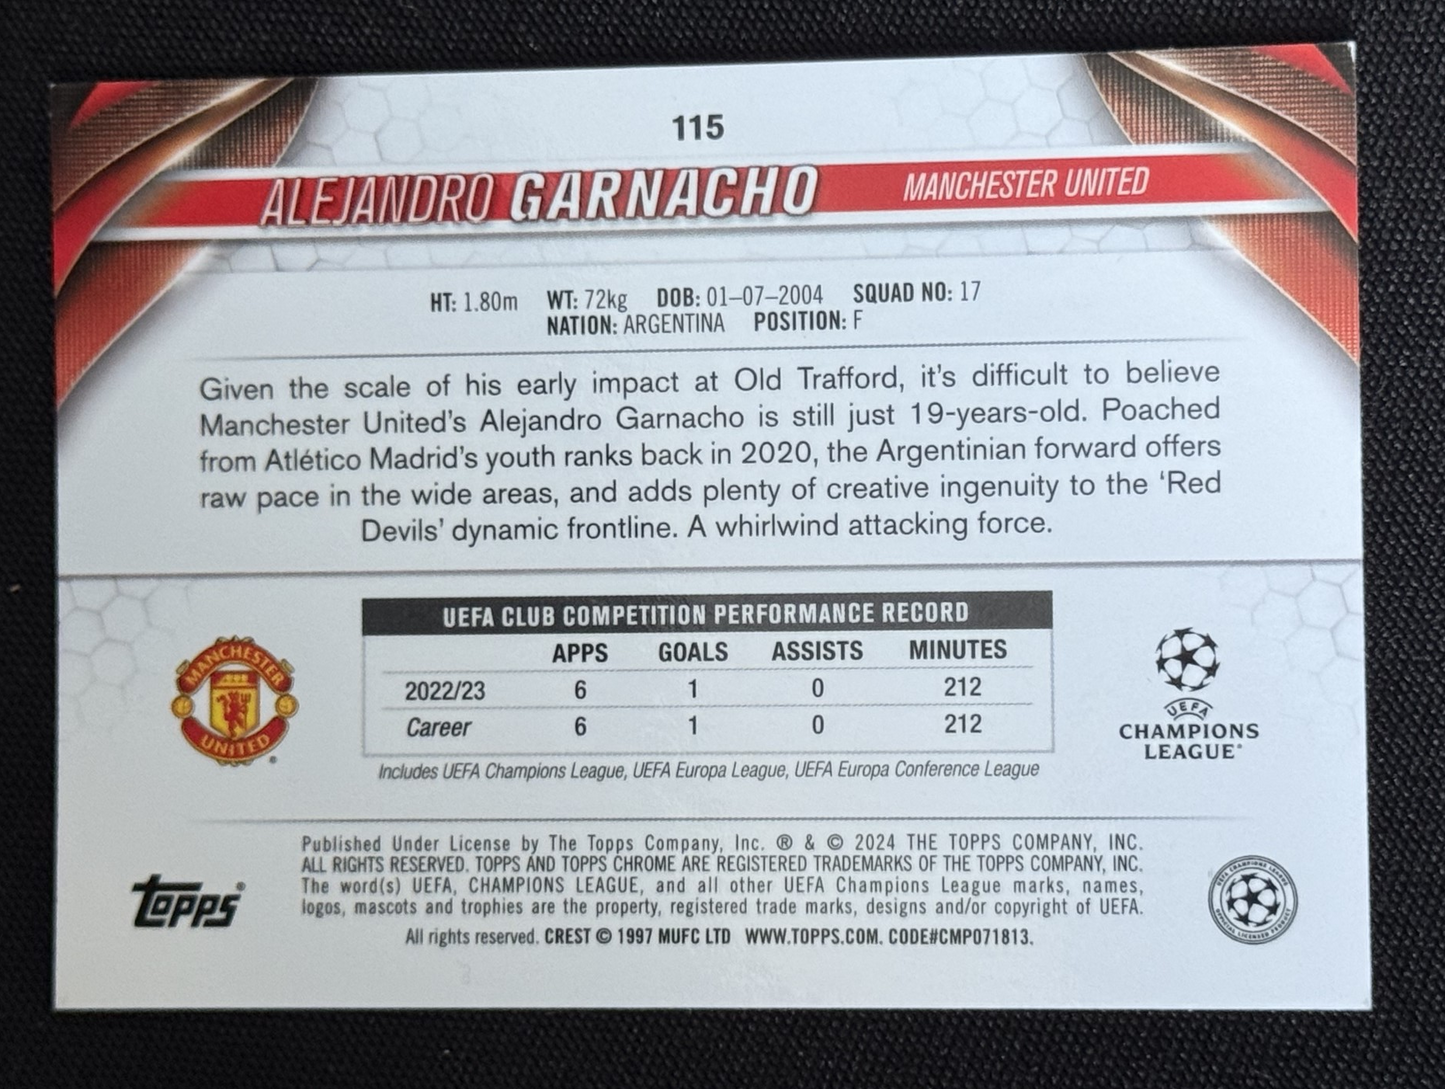 115
ALEJANDRO GARNACHO MANCHESTER UNITED
HT: 1.80m WT: 72kg DOB: 01–07–2004 SQUAD NO: 17
NATION: ARGENTINA POSITION: F
Given the scale of his early impact at Old Trafford, it's difficult to believe
Manchester United's Alejandro Garnacho is still just 19-years-old. Poached
from Atlético Madrid's youth ranks back in 2020, the Argentinian forward offers
raw pace in the wide areas, and adds plenty of creative ingenuity to the 'Red
Devils' dynamic frontline. A whirlwind attacking force.
UEFA CLUB COMPETITION PERFORMANCE RECORD
APPS GOALS ASSISTS MINUTES
2022/23 6 1 0 212
Career 6 1 0 212
Includes UEFA Champions League, UEFA Europa League, UEFA Europa Conference League
MANCHESTER
UNITED
UEFA
CHAMPIONS
LEAGUE®
Published Under License by The Topps Company, Inc. ® & © 2024 THE TOPPS COMPANY, INC.
ALL RIGHTS RESERVED. TOPPS AND TOPPS CHROME ARE REGISTERED TRADEMARKS OF THE TOPPS COMPANY, INC.
The word(s) UEFA, CHAMPIONS LEAGUE, and all other UEFA Champions League marks, names,
logos, mascots and trophies are the property, registered trade marks, designs and/or copyright of UEFA.
All rights reserved. CREST © 1997 MUFC LTD WWW.TOPPS.COM. CODE#CMP071813.
topps®
UEFA CHAMPIONS LEAGUE
OFFICIAL LICENSED PRODUCT